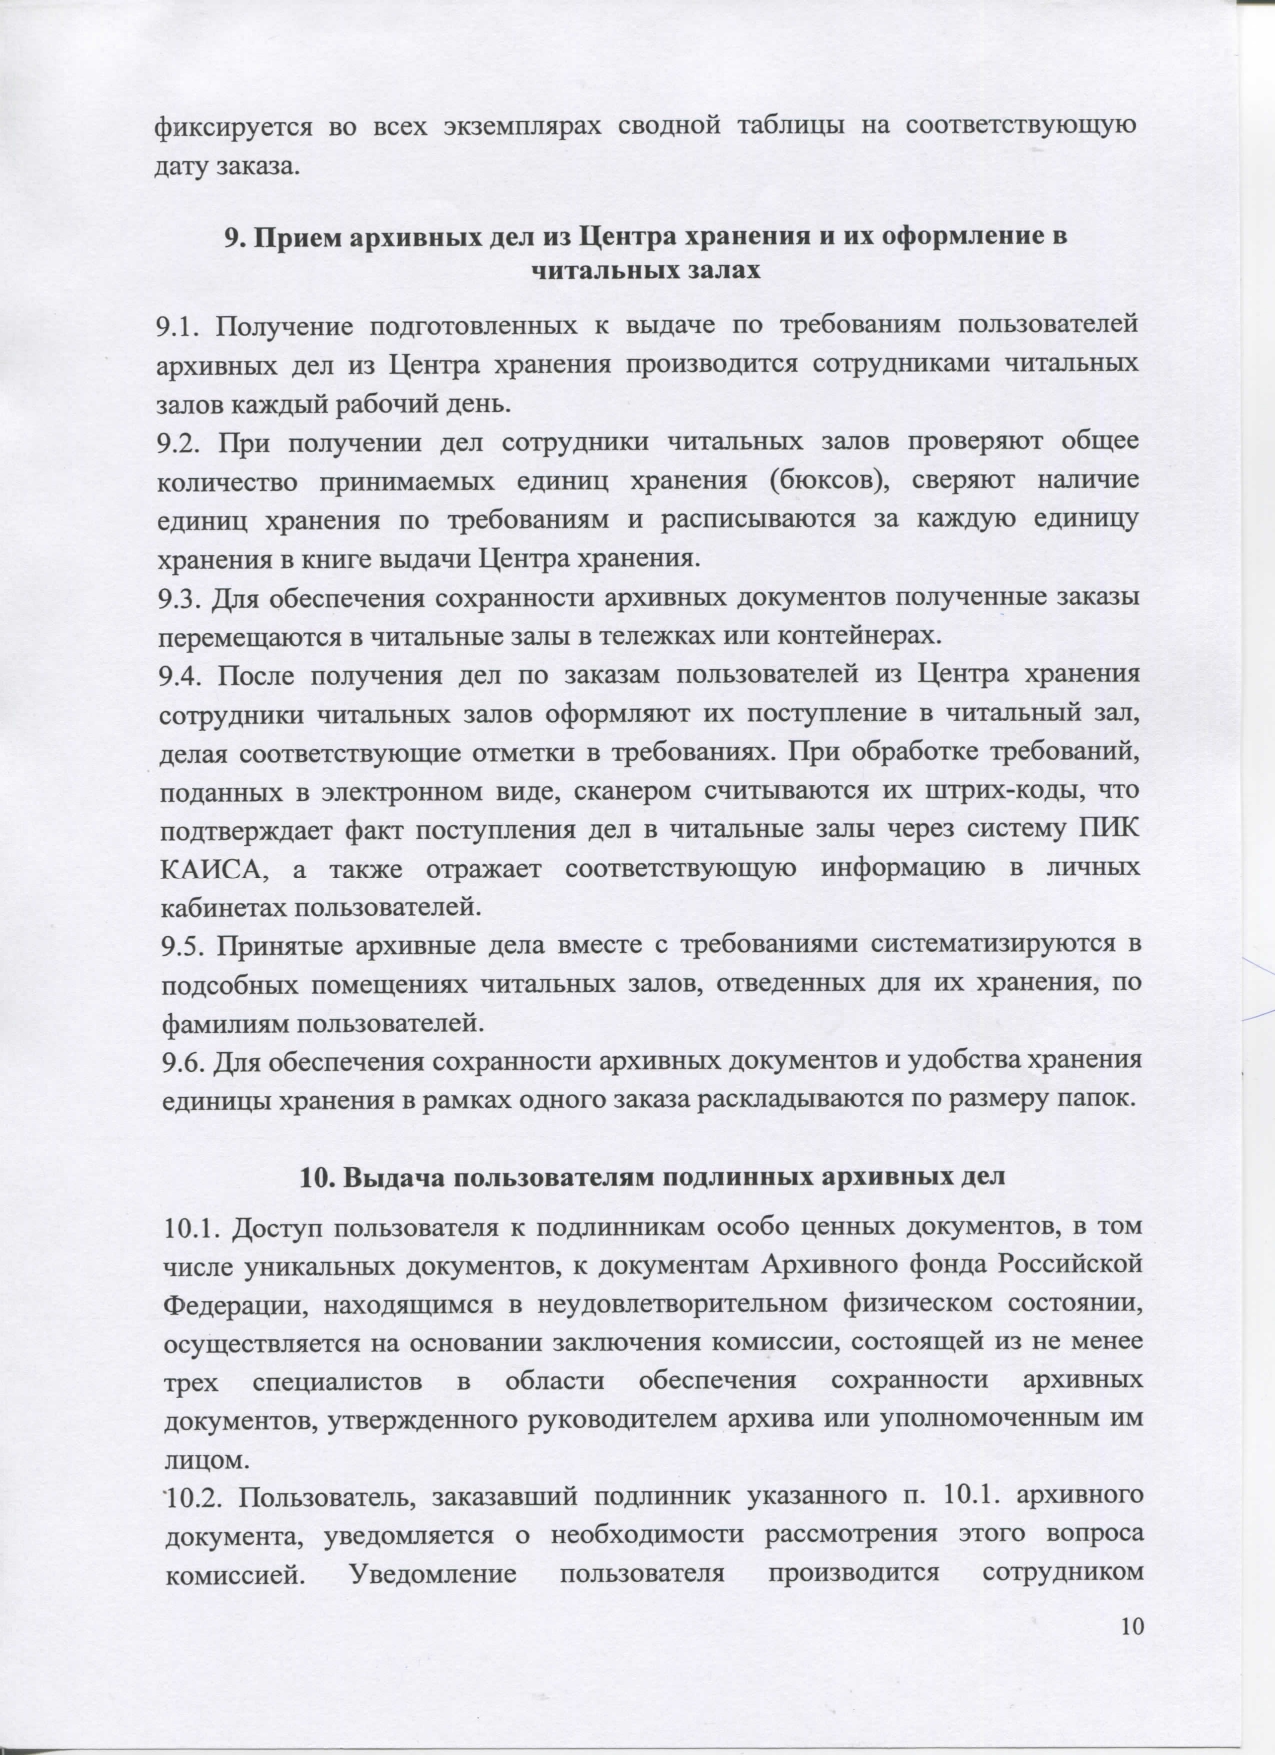 фиксируется во всех экземплярах сводной таблицы на соответствующую
дату заказа.
9. Прием архивных дел из Центра хранения и их оформление в
читальных залах
9.1. Получение подготовленных к выдаче по требованиям пользователей
архивных дел из Центра хранения производится сотрудниками читальных
залов каждый рабочий день.
9.2. При получении дел сотрудники читальных залов проверяют общее
количество принимаемых единиц хранения (бюксов), сверяют наличие
единиц хранения по требованиям и расписываются за каждую единицу
хранения в книге выдачи Центра хранения.
9.3. Для обеспечения сохранности архивных документов полученные заказы
перемещаются в читальные залы в тележках или контейнерах.
9.4. После получения дел по заказам пользователей из Центра хранения
сотрудники читальных залов оформляют их поступление в читальный зал,
делая соответствующие отметки в требованиях. При обработке требований,
поданных в электронном виде, сканером считываются их штрих-коды, что
подтверждает факт поступления дел в читальные залы через систему ПИК
КАИСА, а также отражает соответствующую информацию в личных
кабинетах пользователей.
9.5. Принятые архивные дела вместе с требованиями систематизируются в
подсобных помещениях читальных залов, отведенных для их хранения, по
фамилиям пользователей.
9.6. Для обеспечения сохранности архивных документов и удобства хранения
единицы хранения в рамках одного заказа раскладываются по размеру папок.
10. Выдача пользователям подлинных архивных дел
10.1. Доступ пользователя к подлинникам особо ценных документов, в том
числе уникальных документов, к документам Архивного фонда Российской
Федерации, находящимся в неудовлетворительном физическом состоянии,
осуществляется на основании заключения комиссии, состоящей из не менее
трех специалистов в области обеспечения сохранности архивных
документов, утвержденного руководителем архива или уполномоченным им
лицом.
10.2. Пользователь, заказавший подлинник указанного п. 10.1. архивного
документа, уведомляется о необходимости рассмотрения этого вопроса
комиссией. Уведомление пользователя производится сотрудником
10